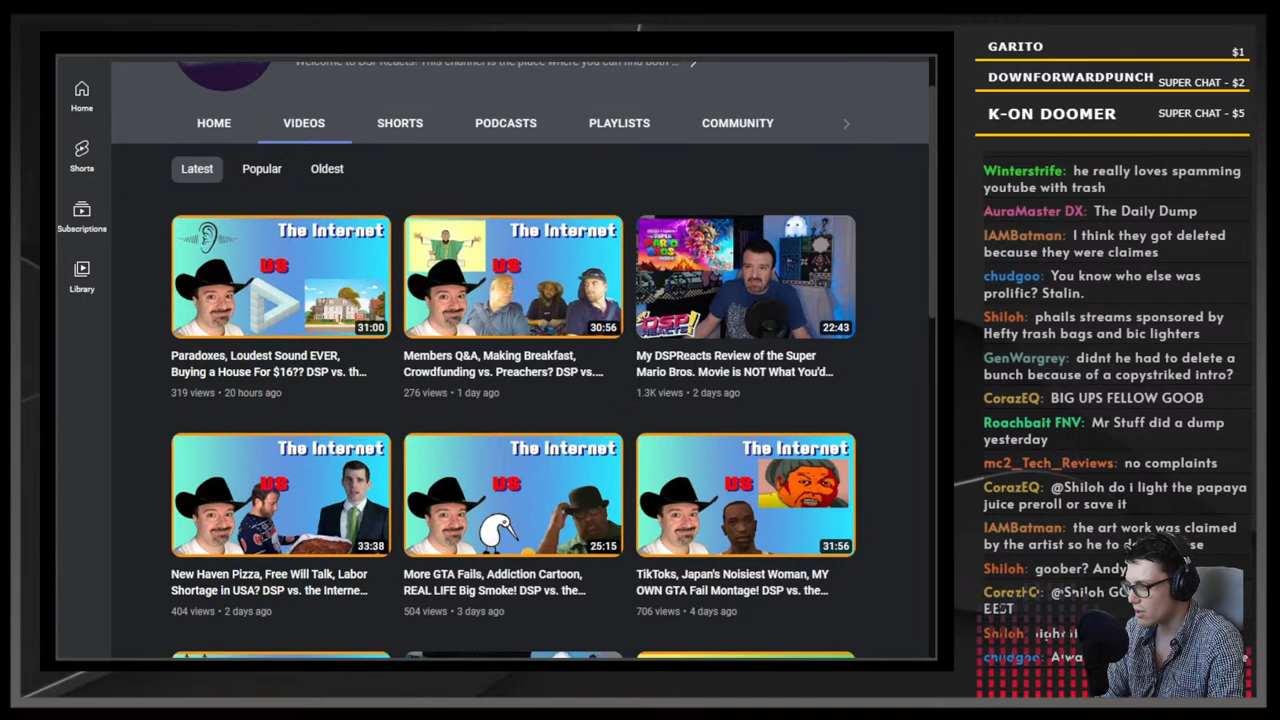 Welcome to DSPReacts! This channel is the place where you can find both ...
Home
Shorts
Subscriptions
Library
HOME
VIDEOS
SHORTS
PODCASTS
PLAYLISTS
COMMUNITY
Latest
Popular
Oldest
The Internet
US
31:00
Paradoxes, Loudest Sound EVER,
Buying a House For $16?? DSP vs. th...
319 views • 20 hours ago
The Internet
US
30:56
Members Q&A, Making Breakfast,
Crowdfunding vs. Preachers? DSP vs....
276 views • 1 day ago
SUPER MARIO BROS.
DSP REACTS!
22:43
My DSPReacts Review of the Super
Mario Bros. Movie is NOT What You'd...
1.3K views • 2 days ago
The Internet
US
33:38
New Haven Pizza, Free Will Talk, Labor
Shortage in USA? DSP vs. the Interne...
404 views • 2 days ago
The Internet
US
25:15
More GTA Fails, Addiction Cartoon,
REAL LIFE Big Smoke! DSP vs. the...
504 views • 3 days ago
The Internet
US
31:56
TikToks, Japan's Noisiest Woman, MY
OWN GTA Fail Montage! DSP vs. the...
706 views • 4 days ago
GARITO $1
DOWNFORWARDPUNCH SUPER CHAT - $2
K-ON DOOMER SUPER CHAT - $5
Winterstrife: he really loves spamming
youtube with trash
AuraMaster DX: The Daily Dump
IAMBatman: I think they got deleted
because they were claimes
chudgoo: You know who else was
prolific? Stalin.
Shiloh: phails streams sponsored by
Hefty trash bags and bic lighters
GenWargrey: didnt he had to delete a
bunch because of a copystriked intro?
CorazEQ: BIG UPS FELLOW GOOB
Roachbait FNV: Mr Stuff did a dump
yesterday
mc2_Tech_Reviews: no complaints
CorazEQ: @Shiloh do i light the papaya
juice preroll or save it
IAMBatman: the art work was claimed
by the artist so he to
Shiloh: goober? Andy
CorazEQ: @Shiloh
BEST
Shiloh: light
chudgoo: